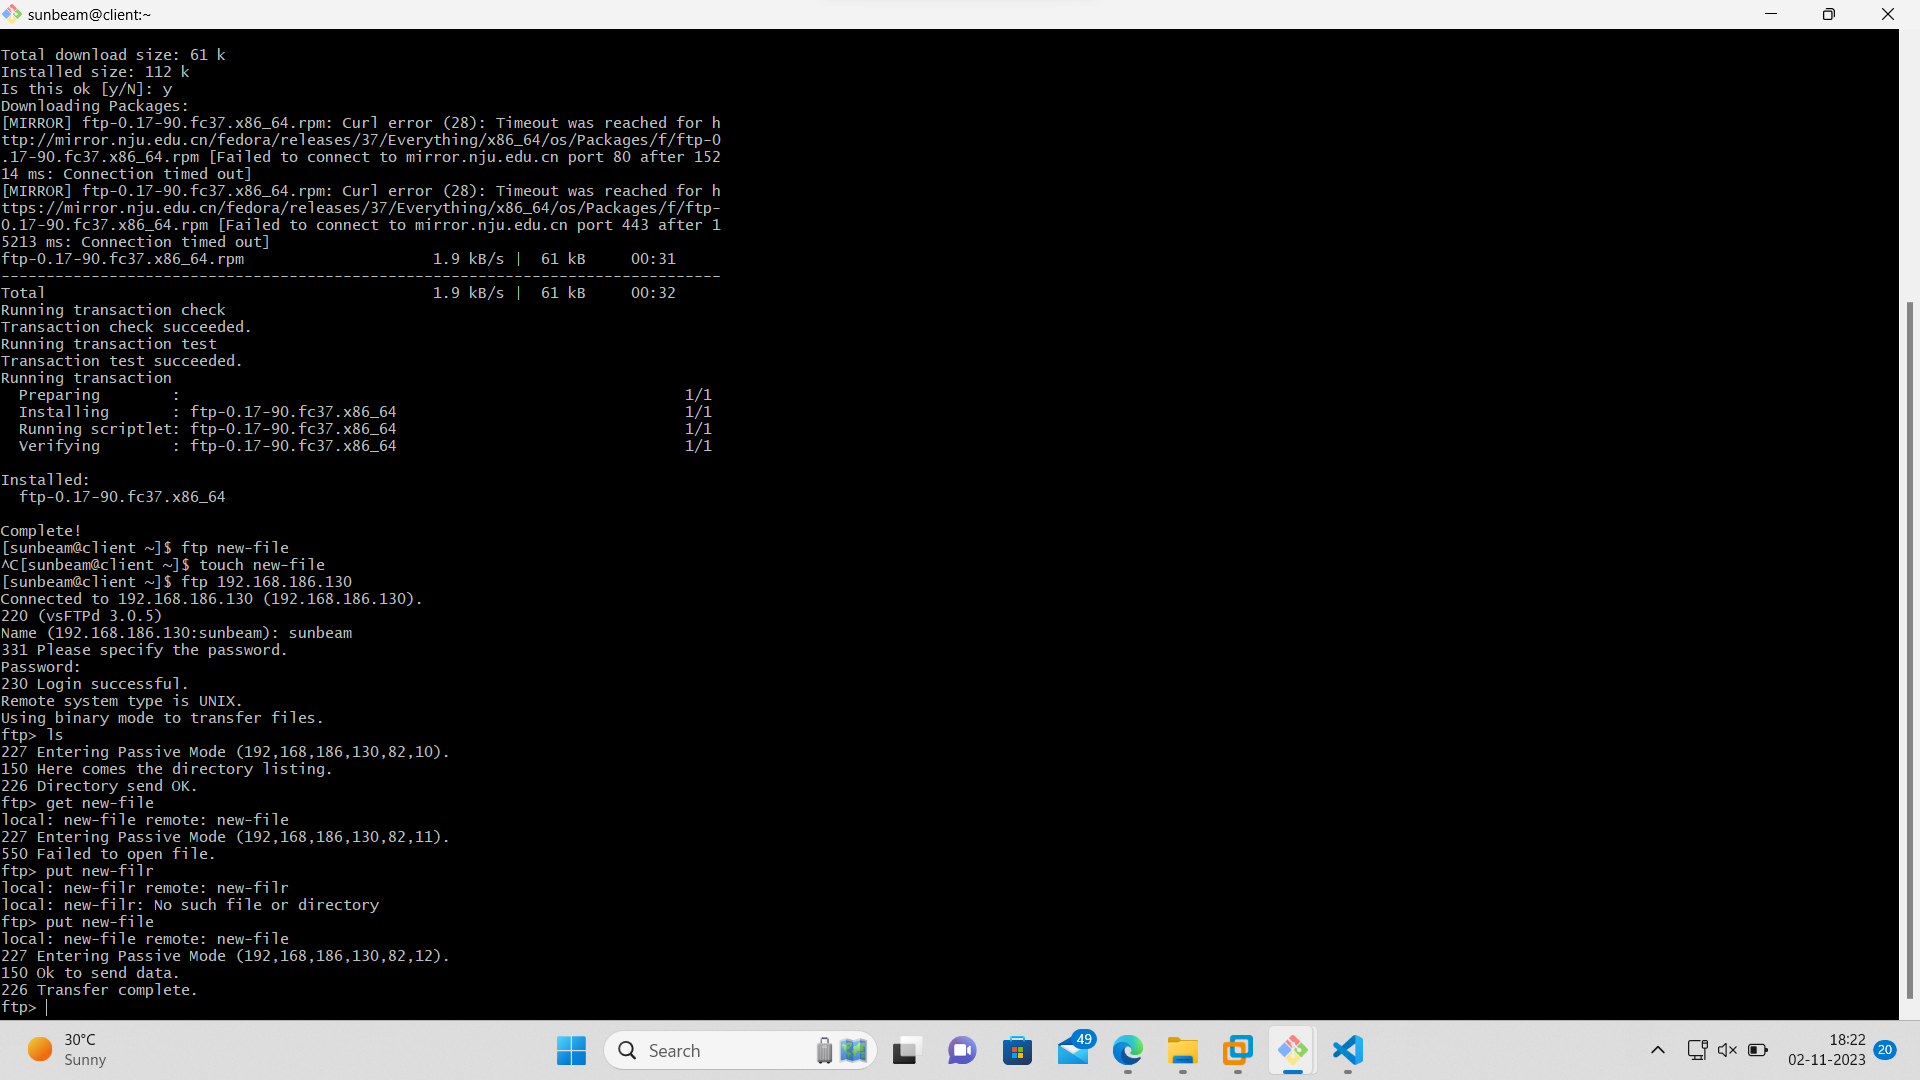 sunbeam@client:~
Total download size: 61 k
Installed size: 112 k
Is this ok [y/N]: y
Downloading Packages:
[MIRROR] ftp-0.17-90.fc37.x86_64.rpm: Curl error (28): Timeout was reached for h
ttp://mirror.nju.edu.cn/fedora/releases/37/Everything/x86_64/os/Packages/f/ftp-0
.17-90.fc37.x86_64.rpm [Failed to connect to mirror.nju.edu.cn port 80 after 152
14 ms: Connection timed out]
[MIRROR] ftp-0.17-90.fc37.x86_64.rpm: Curl error (28): Timeout was reached for h
ttps://mirror.nju.edu.cn/fedora/releases/37/Everything/x86_64/os/Packages/f/ftp-
0.17-90.fc37.x86_64.rpm [Failed to connect to mirror.nju.edu.cn port 443 after 1
5213 ms: Connection timed out]
ftp-0.17-90.fc37.x86_64.rpm                     1.9 kB/s |  61 kB     00:31
--------------------------------------------------------------------------------
Total                                           1.9 kB/s |  61 kB     00:32
Running transaction check
Transaction check succeeded.
Running transaction test
Transaction test succeeded.
Running transaction
  Preparing        :                                                        1/1
  Installing       : ftp-0.17-90.fc37.x86_64                                1/1
  Running scriptlet: ftp-0.17-90.fc37.x86_64                                1/1
  Verifying        : ftp-0.17-90.fc37.x86_64                                1/1
Installed:
  ftp-0.17-90.fc37.x86_64
Complete!
[sunbeam@client ~]$ ftp new-file
^C[sunbeam@client ~]$ touch new-file
[sunbeam@client ~]$ ftp 192.168.186.130
Connected to 192.168.186.130 (192.168.186.130).
220 (vsFTPd 3.0.5)
Name (192.168.186.130:sunbeam): sunbeam
331 Please specify the password.
Password:
230 Login successful.
Remote system type is UNIX.
Using binary mode to transfer files.
ftp> ls
227 Entering Passive Mode (192,168,186,130,82,10).
150 Here comes the directory listing.
226 Directory send OK.
ftp> get new-file
local: new-file remote: new-file
227 Entering Passive Mode (192,168,186,130,82,11).
550 Failed to open file.
ftp> put new-filr
local: new-filr remote: new-filr
local: new-filr: No such file or directory
ftp> put new-file
local: new-file remote: new-file
227 Entering Passive Mode (192,168,186,130,82,12).
150 Ok to send data.
226 Transfer complete.
ftp>
30°C
Sunny
Search
49
18:22
02-11-2023
20